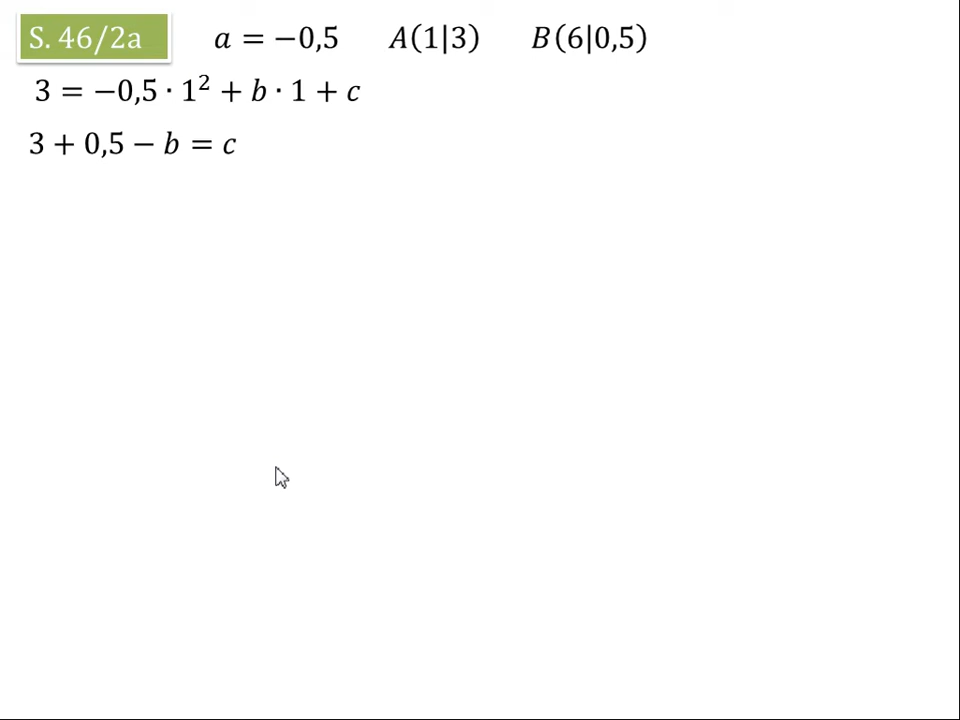 S. 46/2a a = −0,5 A(1|3) B(6|0,5)
3 = −0,5 · 1² + b · 1 + c
3 + 0,5 − b = c